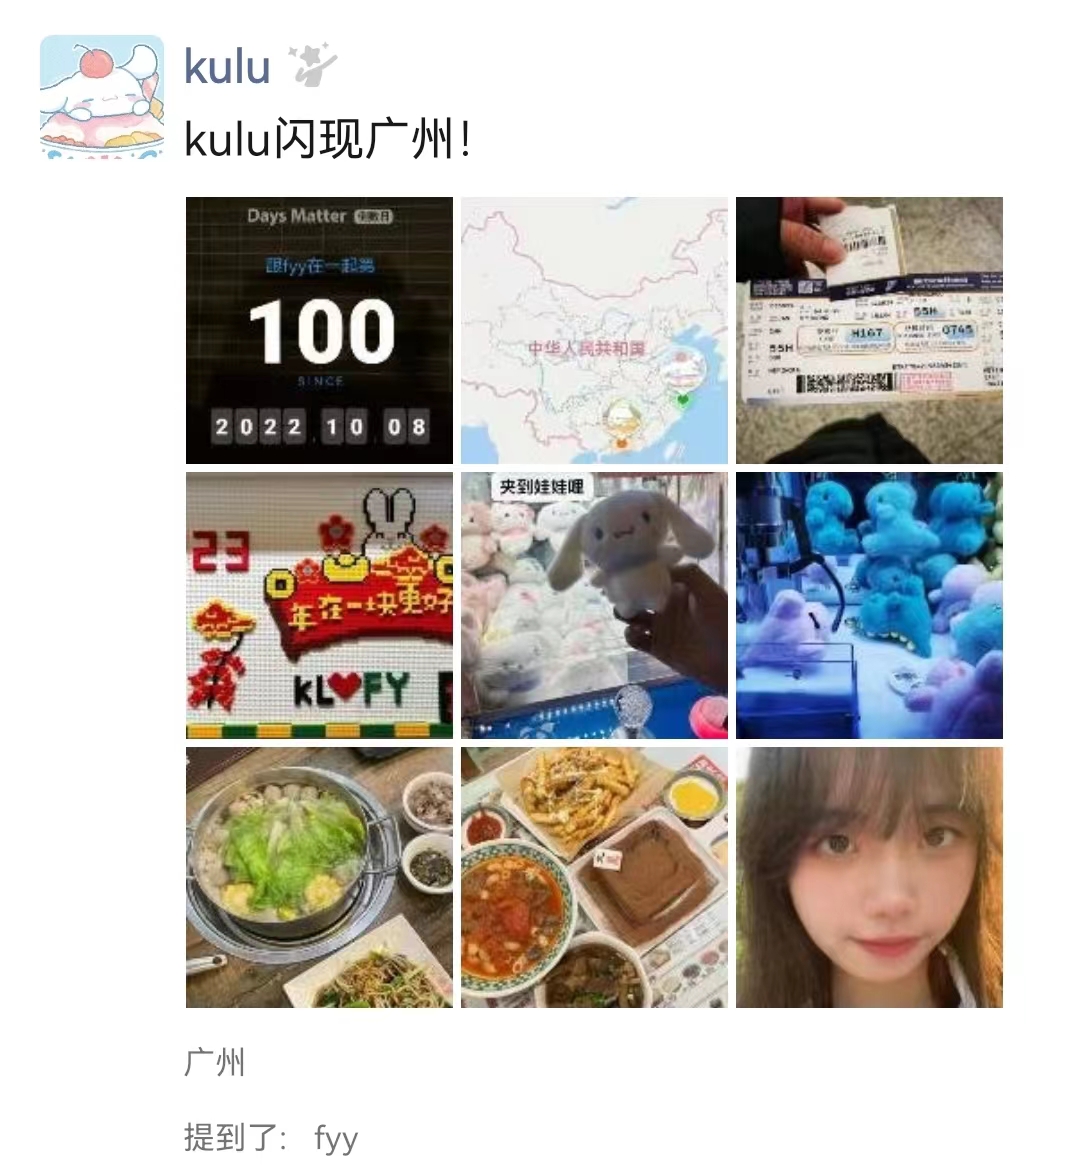 kulu
kulu闪现广州！
Days Matter 倒数日
跟fyy在一起第
100
SINCE
2022 10 08
中华人民共和国
55H
H167
0765
55H
23
年在一块更好
KL FY
夹到娃娃哩
广州
提到了： fyy